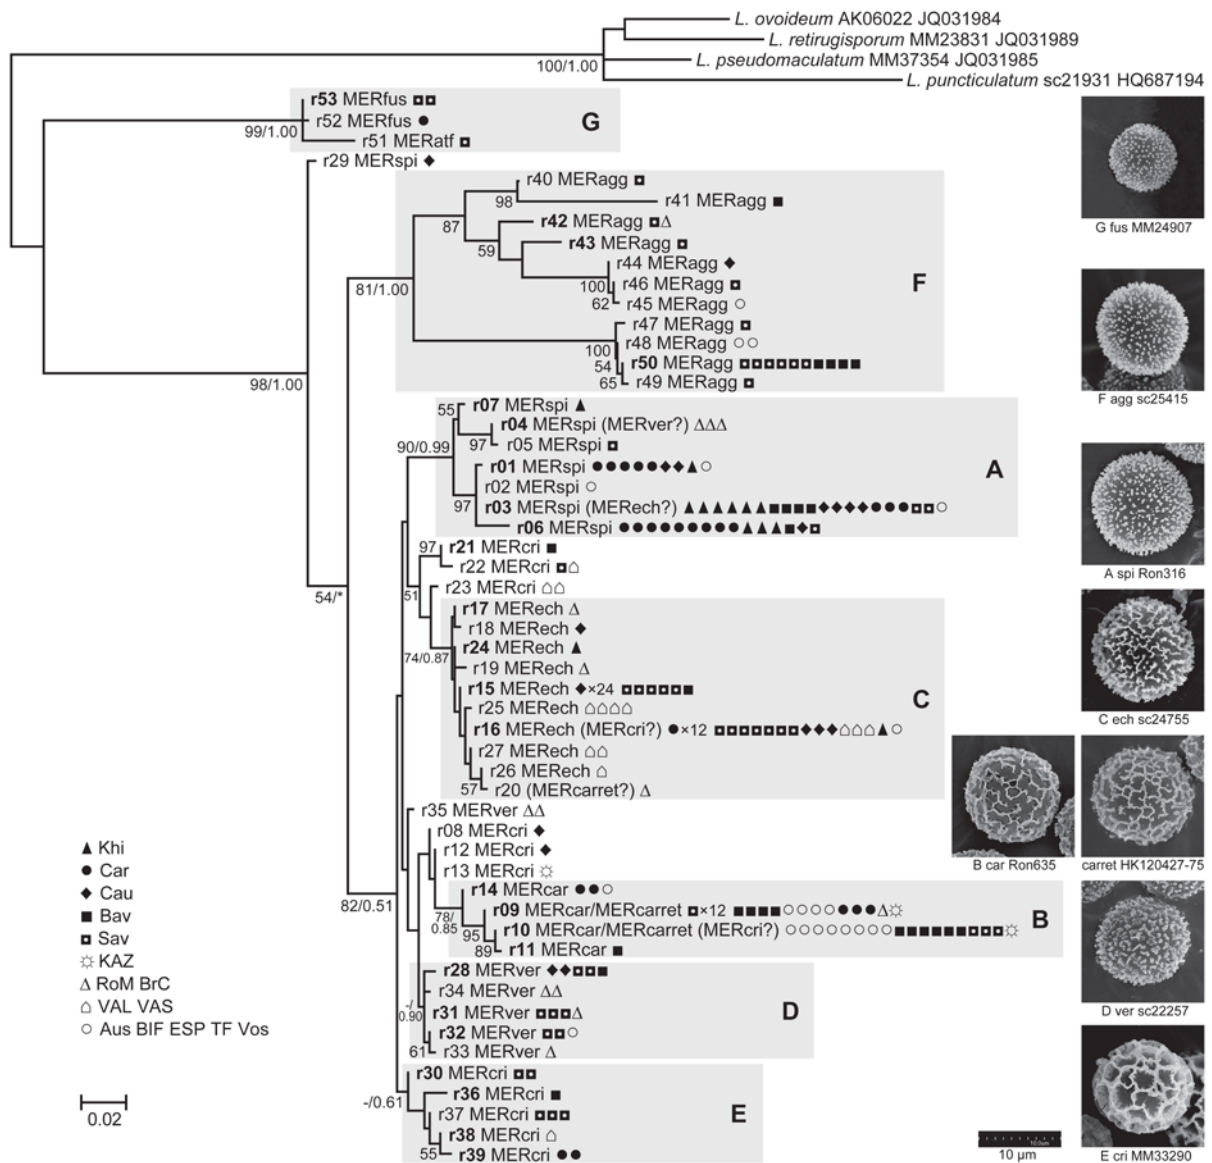 L. ovoideum AK06022 JQ031984
L. retirugisporum MM23831 JQ031989
L. pseudomaculatum MM37354 JQ031985
100/1.00
L. puncticulatum sc21931 HQ687194
r53 MERfus
r52 MERfus
G
99/1.00
r51 MERatf
r29 MERspi
G fus MM24907
r40 MERagg
98
r41 MERagg
87
r42 MERagg
59
r43 MERagg
r44 MERagg
81/1.00
100
r46 MERagg
F
62
r45 MERagg
r47 MERagg
100
r48 MERagg
54
r50 MERagg
65
r49 MERagg
98/1.00
F agg sc25415
55
r07 MERspi
r04 MERspi (MERver?)
90/0.99
97
r05 MERspi
r01 MERspi
A
r02 MERspi
97
r03 MERspi (MERech?)
r06 MERspi
97
r21 MERcri
r22 MERcri
A spi Ron316
51
r23 MERcri
54/*
r17 MERech
r18 MERech
74/0.87
r24 MERech
r19 MERech
r15 MERech ×24
C
r25 MERech
r16 MERech (MERcri?) ×12
C ech sc24755
r27 MERech
r26 MERech
57
r20 (MERcarret?)
r35 MERver
r08 MERcri
r12 MERcri
r13 MERcri
B car Ron635
carret HK120427-75
82/0.51
r14 MERcar
78/
0.85
r09 MERcar/MERcarret ×12
B
95
r10 MERcar/MERcarret (MERcri?)
89
r11 MERcar
r28 MERver
r34 MERver
-/
0.90
r31 MERver
D
r32 MERver
61
r33 MERver
D ver sc22257
r30 MERcri
-/0.61
r36 MERcri
r37 MERcri
E
r38 MERcri
55
r39 MERcri
Khi
Car
Cau
Bav
Sav
KAZ
RoM BrC
VAL VAS
Aus BIF ESP TF Vos
0.02
10.0um
10 µm
E cri MM33290